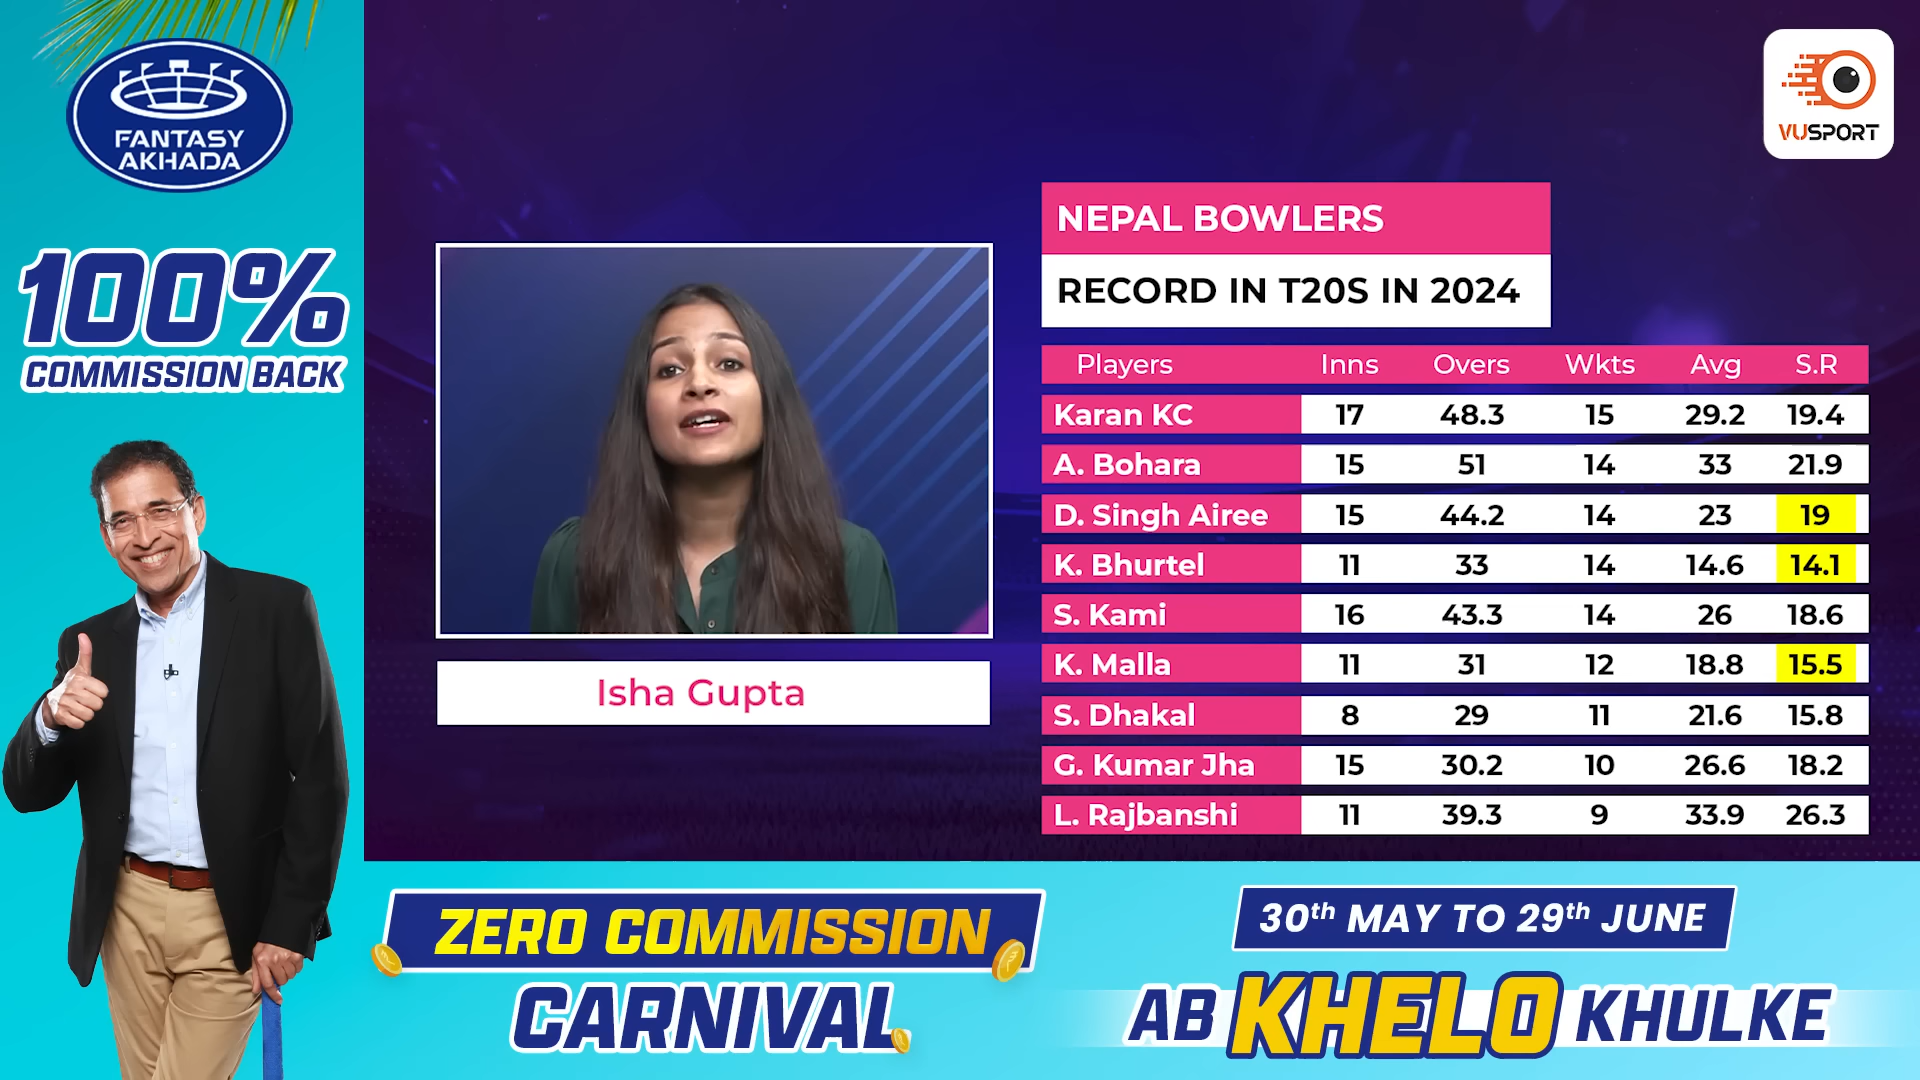 FANTASY
AKHADA
100%
COMMISSION BACK
VUSPORT
NEPAL BOWLERS
RECORD IN T20S IN 2024
Players Inns Overs Wkts Avg S.R
Karan KC 17 48.3 15 29.2 19.4
A. Bohara 15 51 14 33 21.9
D. Singh Airee 15 44.2 14 23 19
K. Bhurtel 11 33 14 14.6 14.1
S. Kami 16 43.3 14 26 18.6
K. Malla 11 31 12 18.8 15.5
S. Dhakal 8 29 11 21.6 15.8
G. Kumar Jha 15 30.2 10 26.6 18.2
L. Rajbanshi 11 39.3 9 33.9 26.3
Isha Gupta
ZERO COMMISSION
CARNIVAL
30th MAY TO 29th JUNE
AB KHELO KHULKE